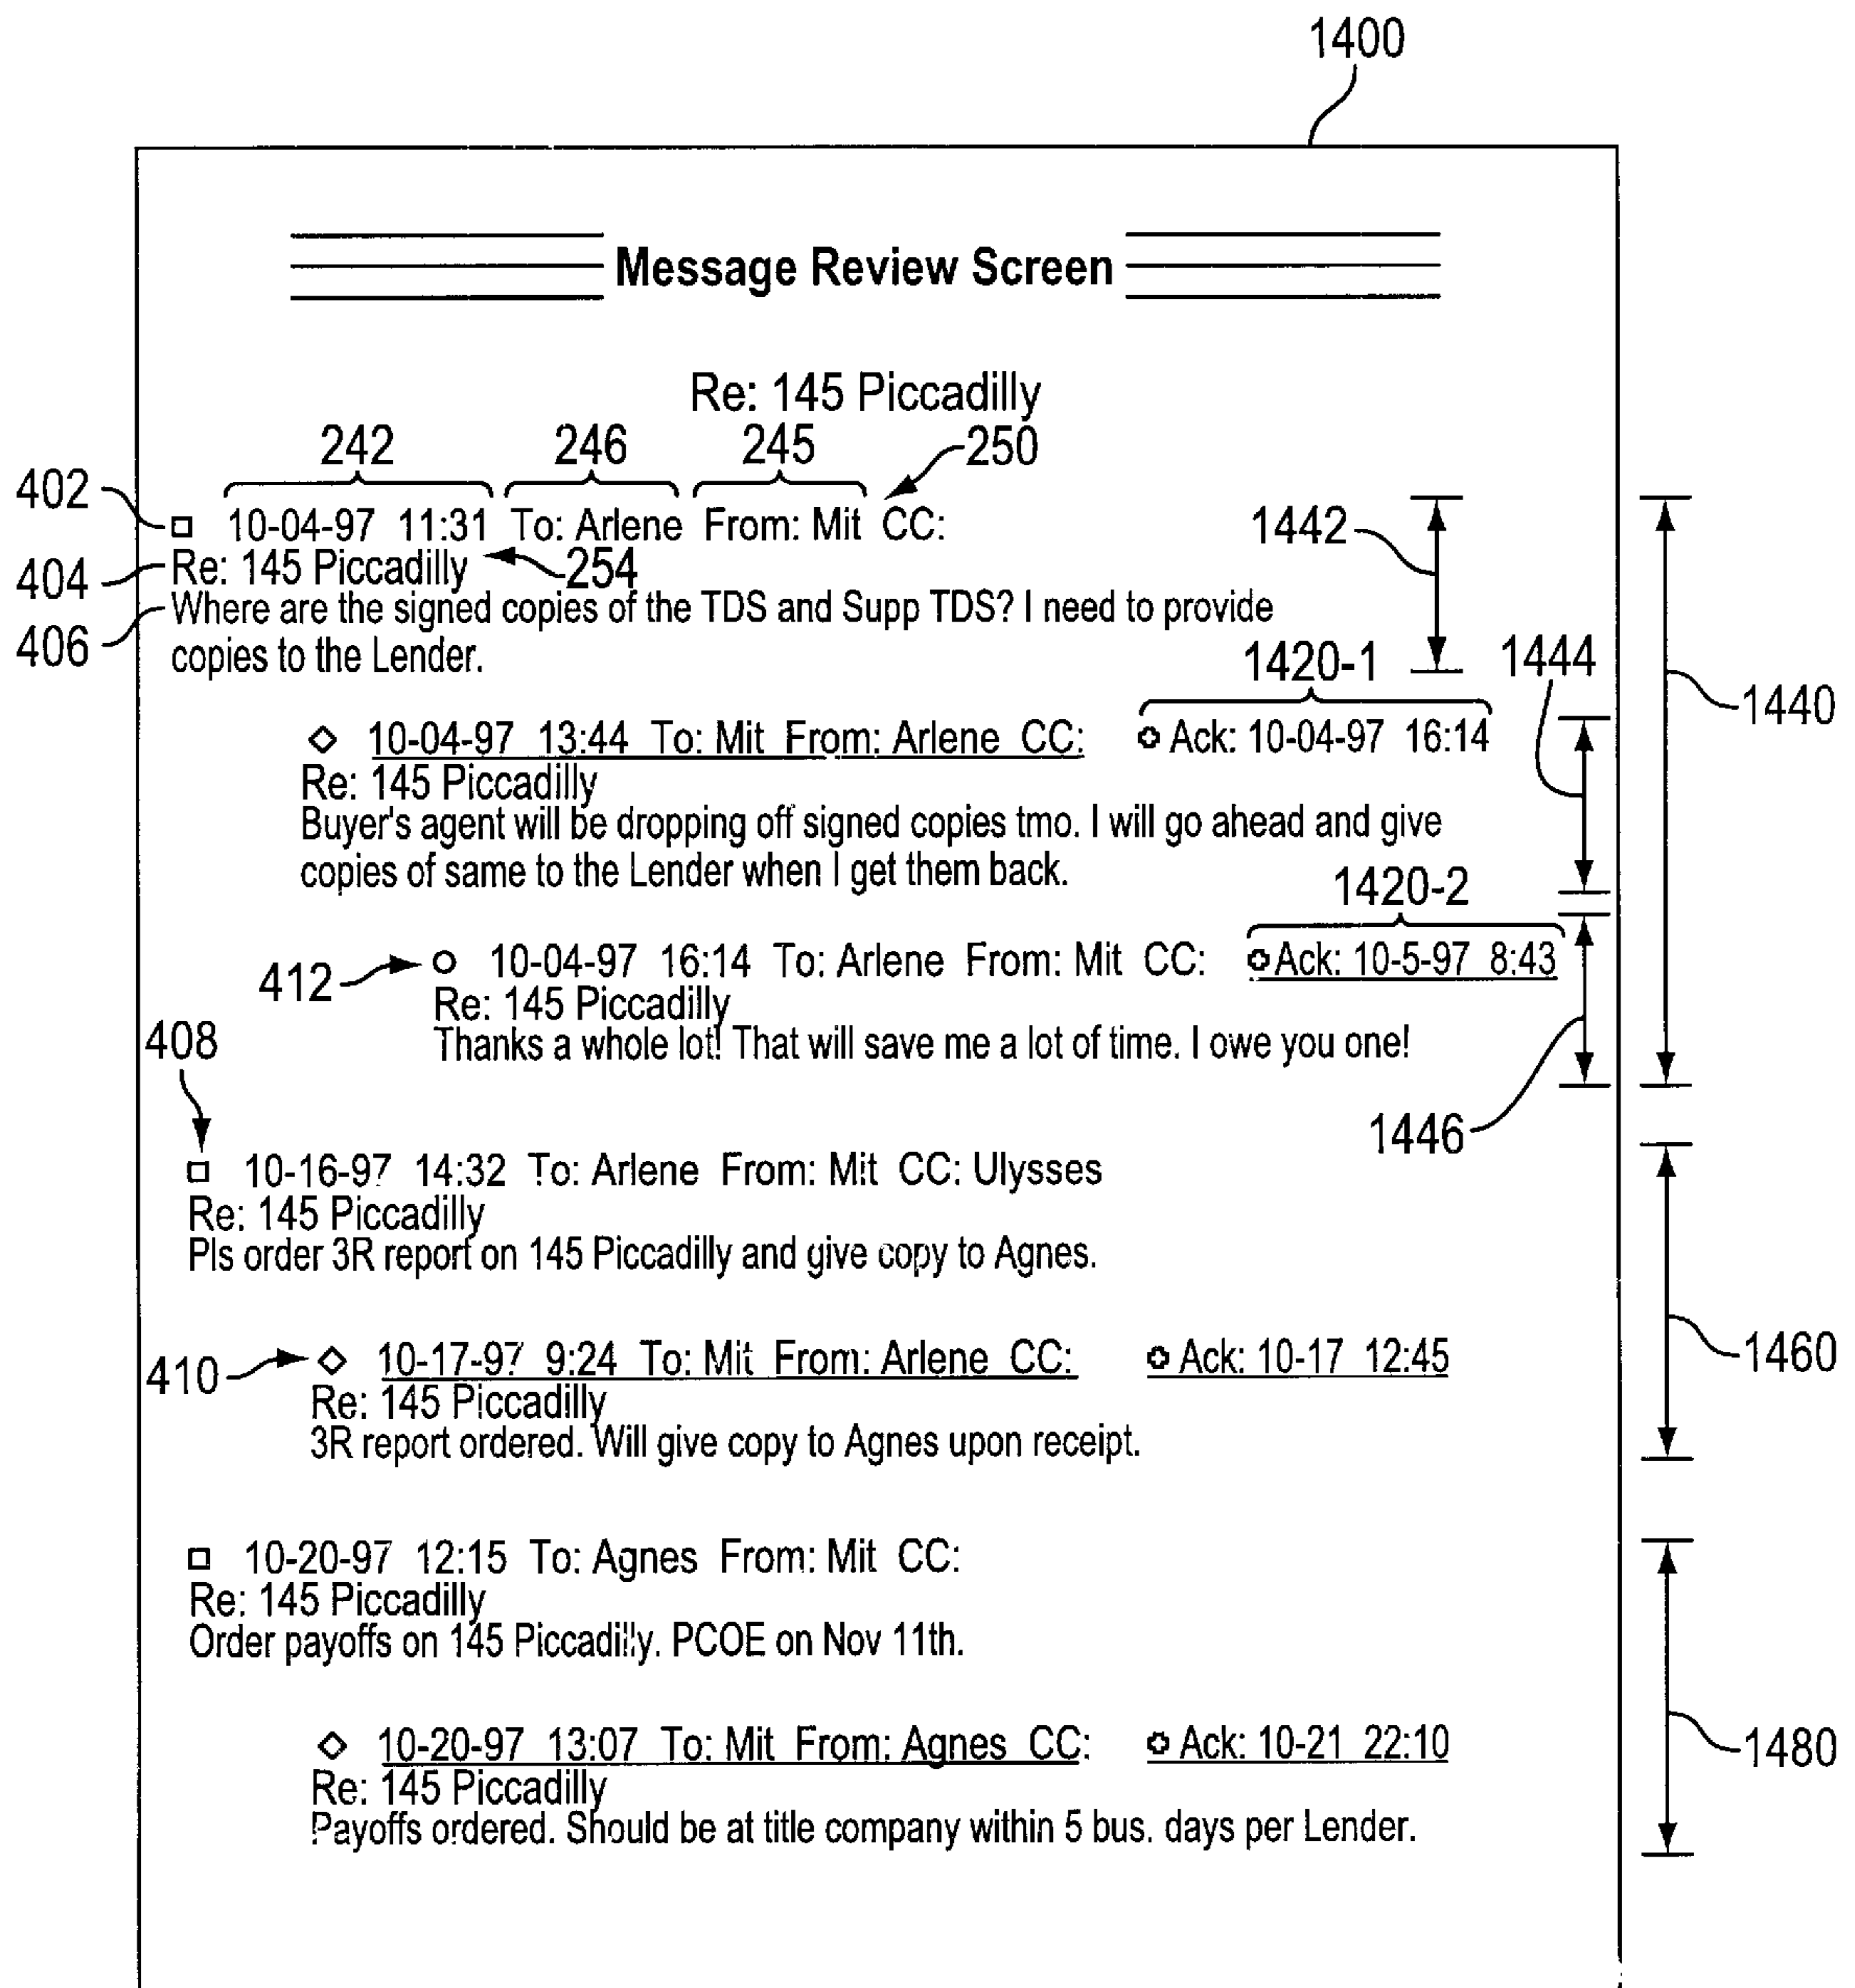 1400
Message Review Screen
Re: 145 Piccadilly
242 246 245 250
402
10-04-97 11:31 To: Arlene From: Mit CC:
1442
404 Re: 145 Piccadilly 254
406 Where are the signed copies of the TDS and Supp TDS? I need to provide
copies to the Lender.
1420-1 1444
1440
10-04-97 13:44 To: Mit From: Arlene CC: Ack: 10-04-97 16:14
Re: 145 Piccadilly
Buyer's agent will be dropping off signed copies tmo. I will go ahead and give
copies of same to the Lender when I get them back.
1420-2
412 10-04-97 16:14 To: Arlene From: Mit CC: Ack: 10-5-97 8:43
Re: 145 Piccadilly
Thanks a whole lot! That will save me a lot of time. I owe you one!
408
1446
10-16-97 14:32 To: Arlene From: Mit CC: Ulysses
Re: 145 Piccadilly
Pls order 3R report on 145 Piccadilly and give copy to Agnes.
1460
410 10-17-97 9:24 To: Mit From: Arlene CC: Ack: 10-17 12:45
Re: 145 Piccadilly
3R report ordered. Will give copy to Agnes upon receipt.
10-20-97 12:15 To: Agnes From: Mit CC:
Re: 145 Piccadilly
Order payoffs on 145 Piccadilly. PCOE on Nov 11th.
1480
10-20-97 13:07 To: Mit From: Agnes CC: Ack: 10-21 22:10
Re: 145 Piccadilly
Payoffs ordered. Should be at title company within 5 bus. days per Lender.